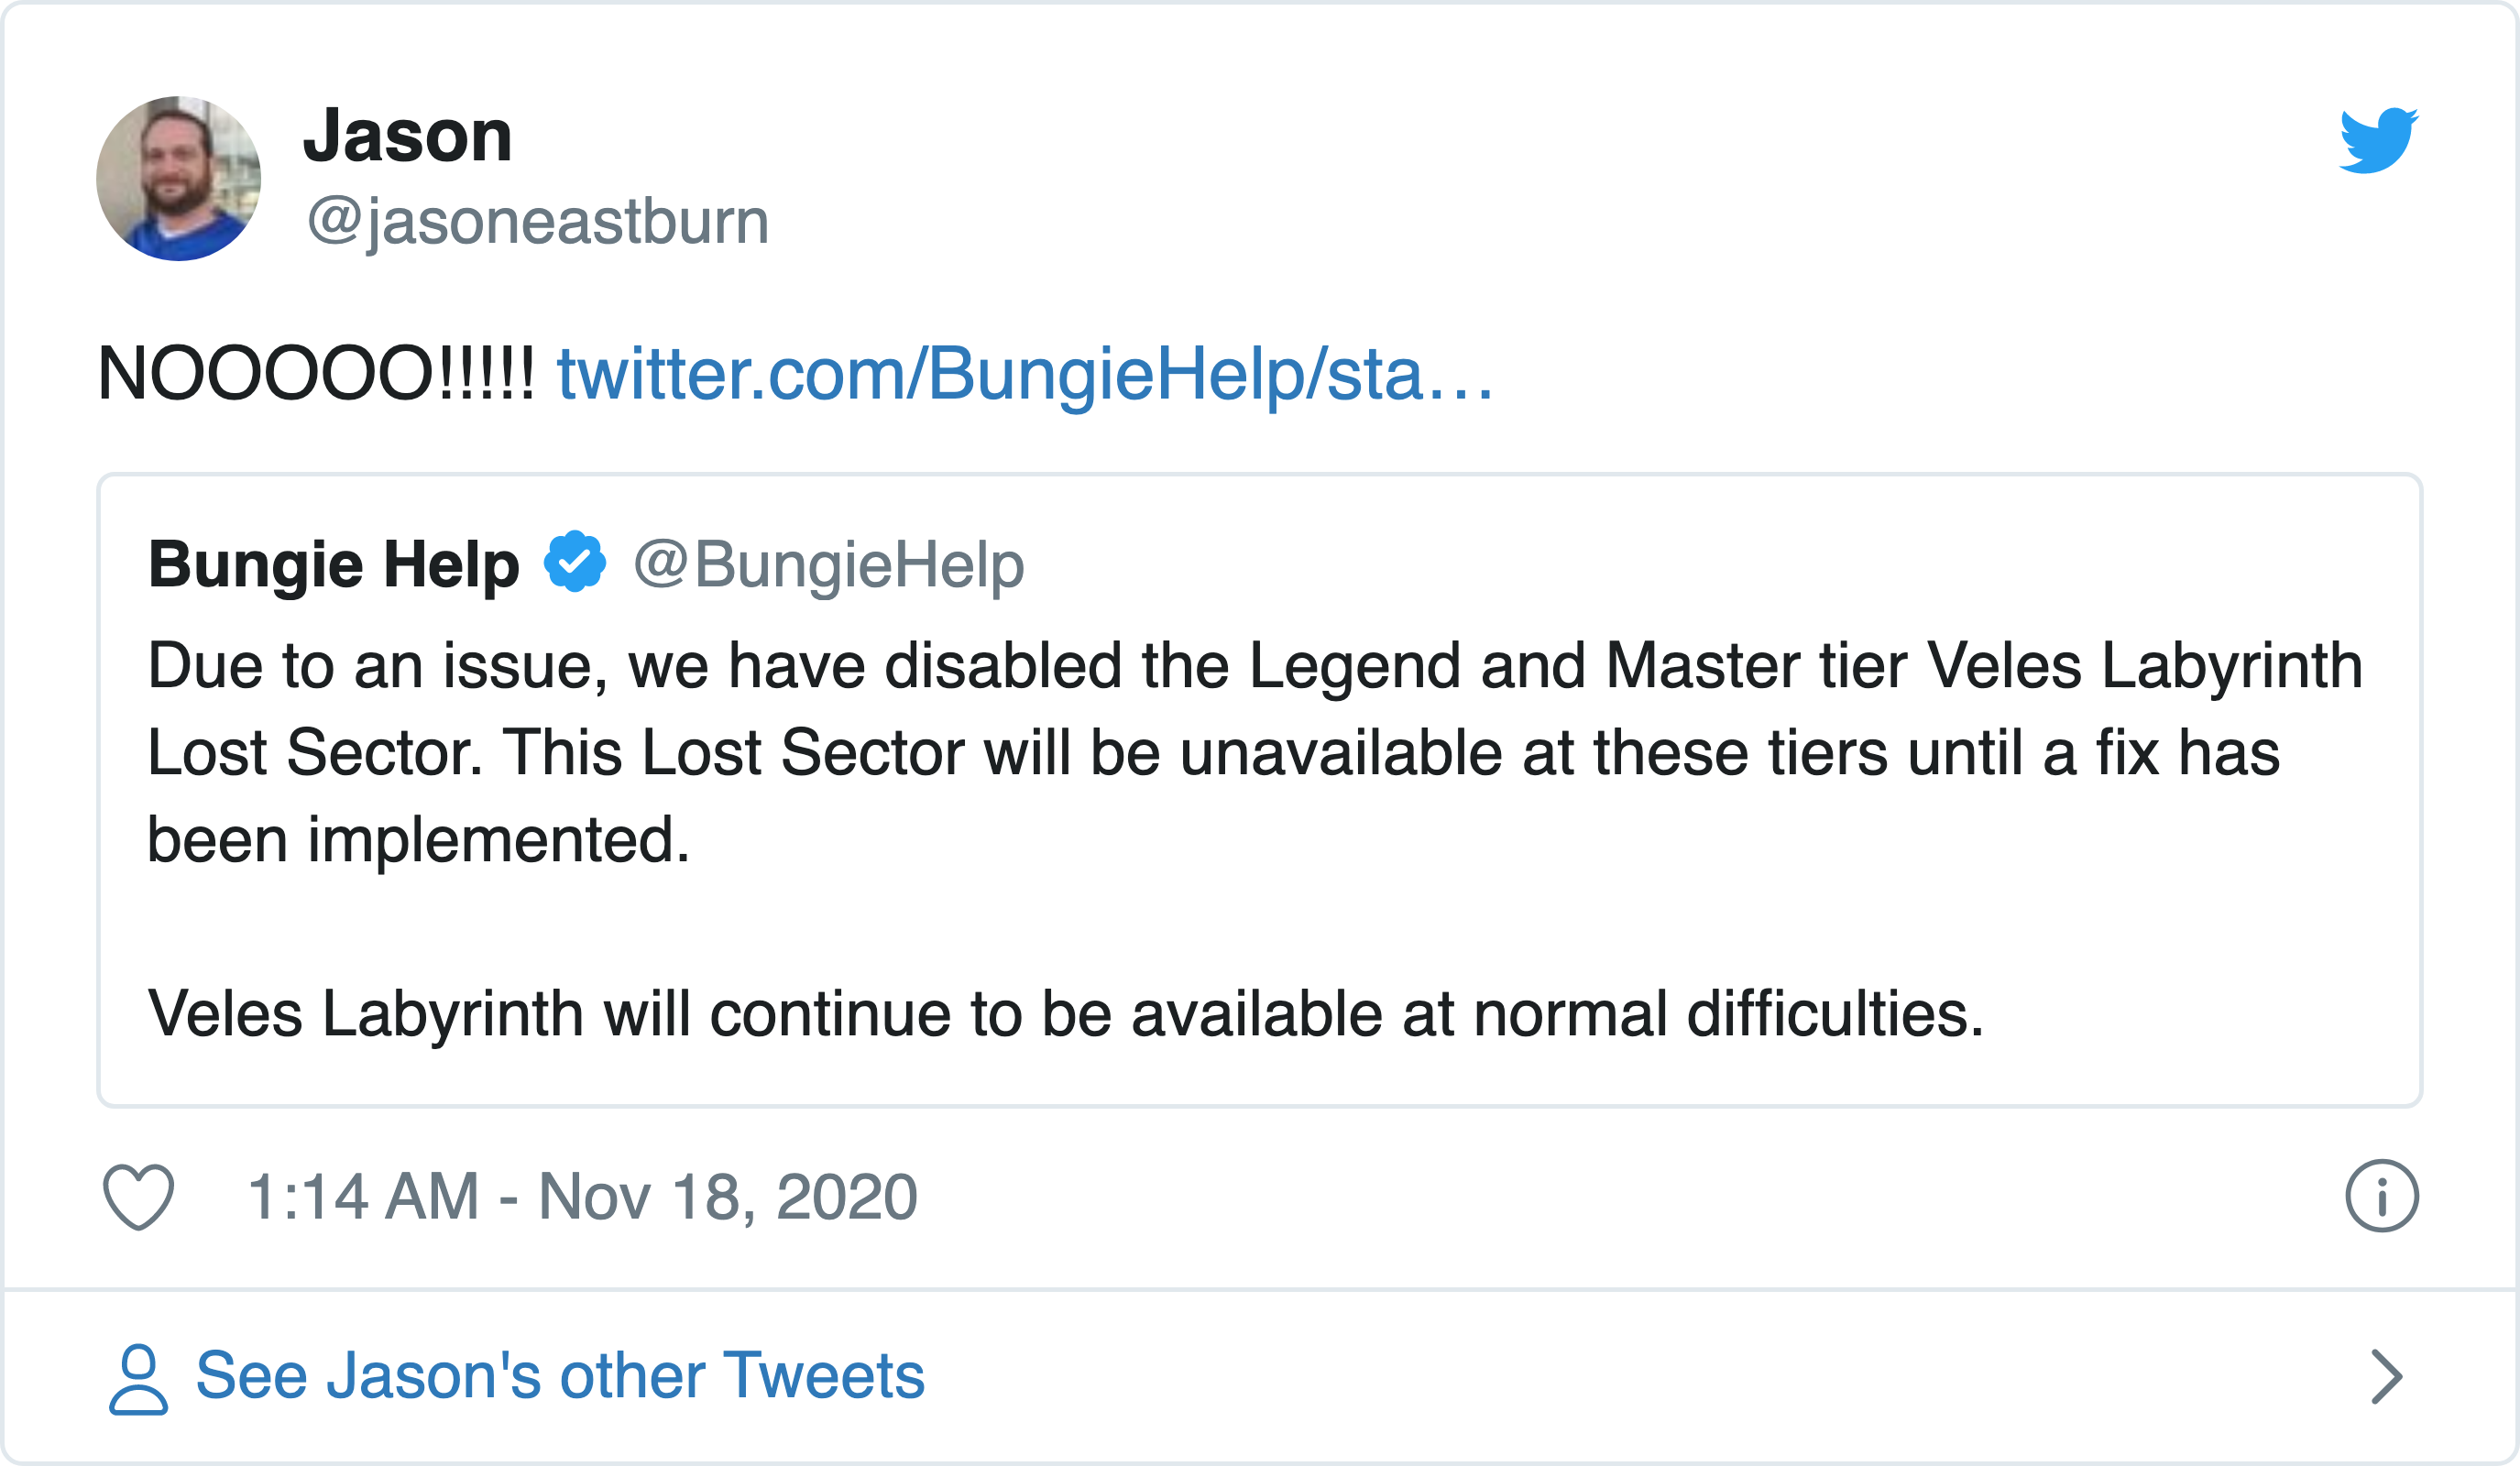 Jason
@jasoneastburn
NOOOOO!!!!! twitter.com/BungieHelp/sta…
Bungie Help @BungieHelp
Due to an issue, we have disabled the Legend and Master tier Veles Labyrinth
Lost Sector. This Lost Sector will be unavailable at these tiers until a fix has
been implemented.
Veles Labyrinth will continue to be available at normal difficulties.
1:14 AM - Nov 18, 2020
See Jason's other Tweets